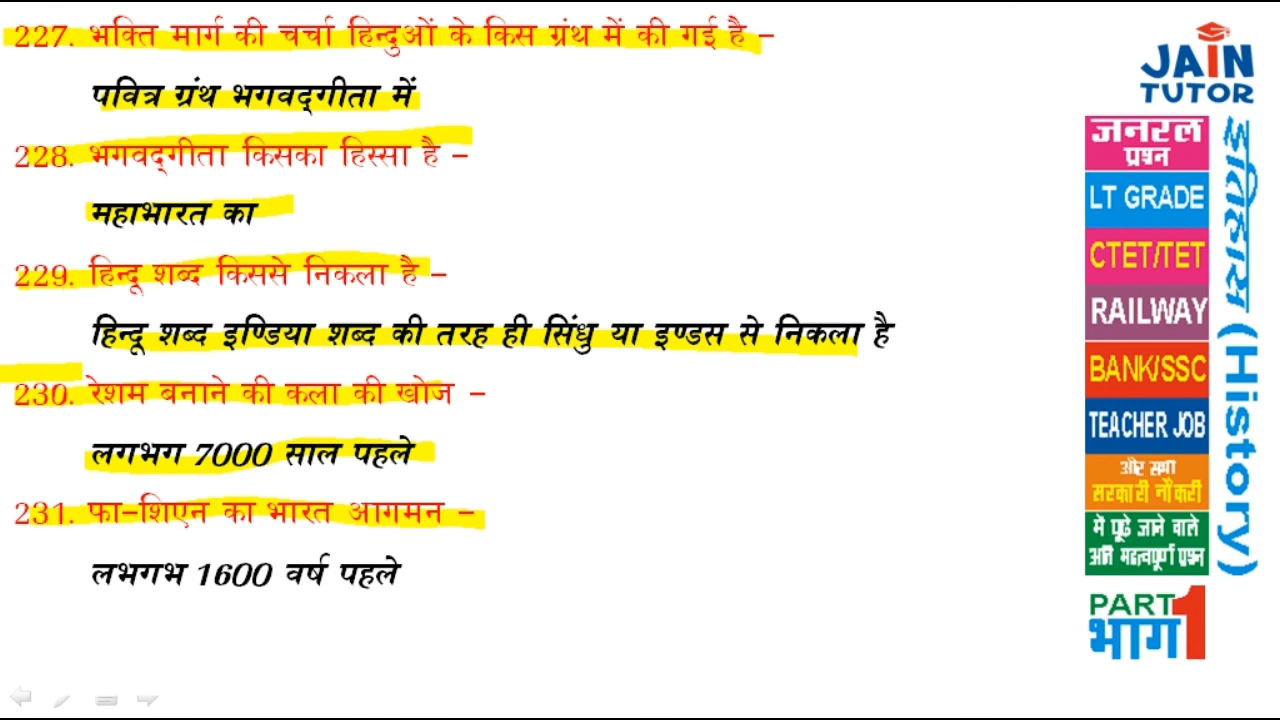 227. भक्ति मार्ग की चर्चा हिन्दुओं के किस ग्रंथ में की गई है –
पवित्र ग्रंथ भगवद्गीता में
228. भगवद्गीता किसका हिस्सा है –
महाभारत का
229. हिन्दू शब्द किससे निकला है –
हिन्दू शब्द इण्डिया शब्द की तरह ही सिंधु या इण्डस से निकला है
230. रेशम बनाने की कला की खोज –
लगभग 7000 साल पहले
231. फा–शिएन का भारत आगमन –
लभगभ 1600 वर्ष पहले
JAIN
TUTOR
जनरल
प्रश्न
LT GRADE
CTET/TET
RAILWAY
BANK/SSC
TEACHER JOB
और सभी
सरकारी नौकरी
में पूछे जाने वाले
अति महत्वपूर्ण प्रश्न
इतिहास (History)
PART 1
भाग